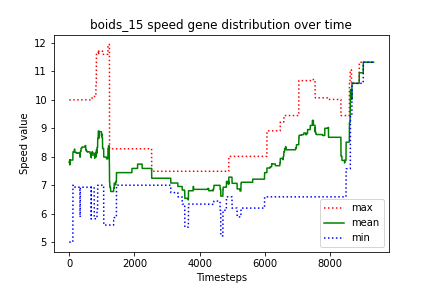 boids_15 speed gene distribution over time
Speed value
12
11
10
9
8
7
6
5
0
2000
4000
6000
8000
Timesteps
max
mean
min